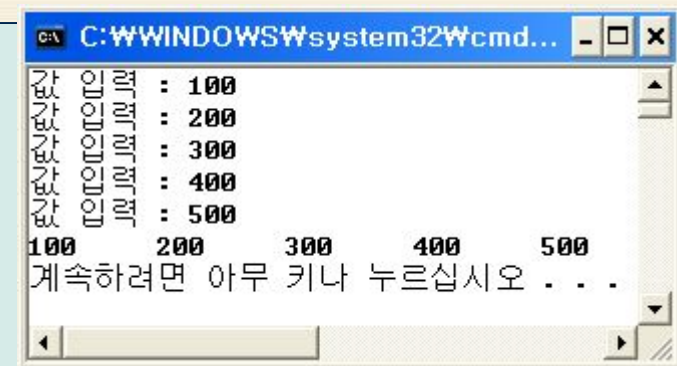 C:\WINDOWS\system32\cmd...
값 입력 : 100
값 입력 : 200
값 입력 : 300
값 입력 : 400
값 입력 : 500
100 200 300 400 500
계속하려면 아무 키나 누르십시오 . . .